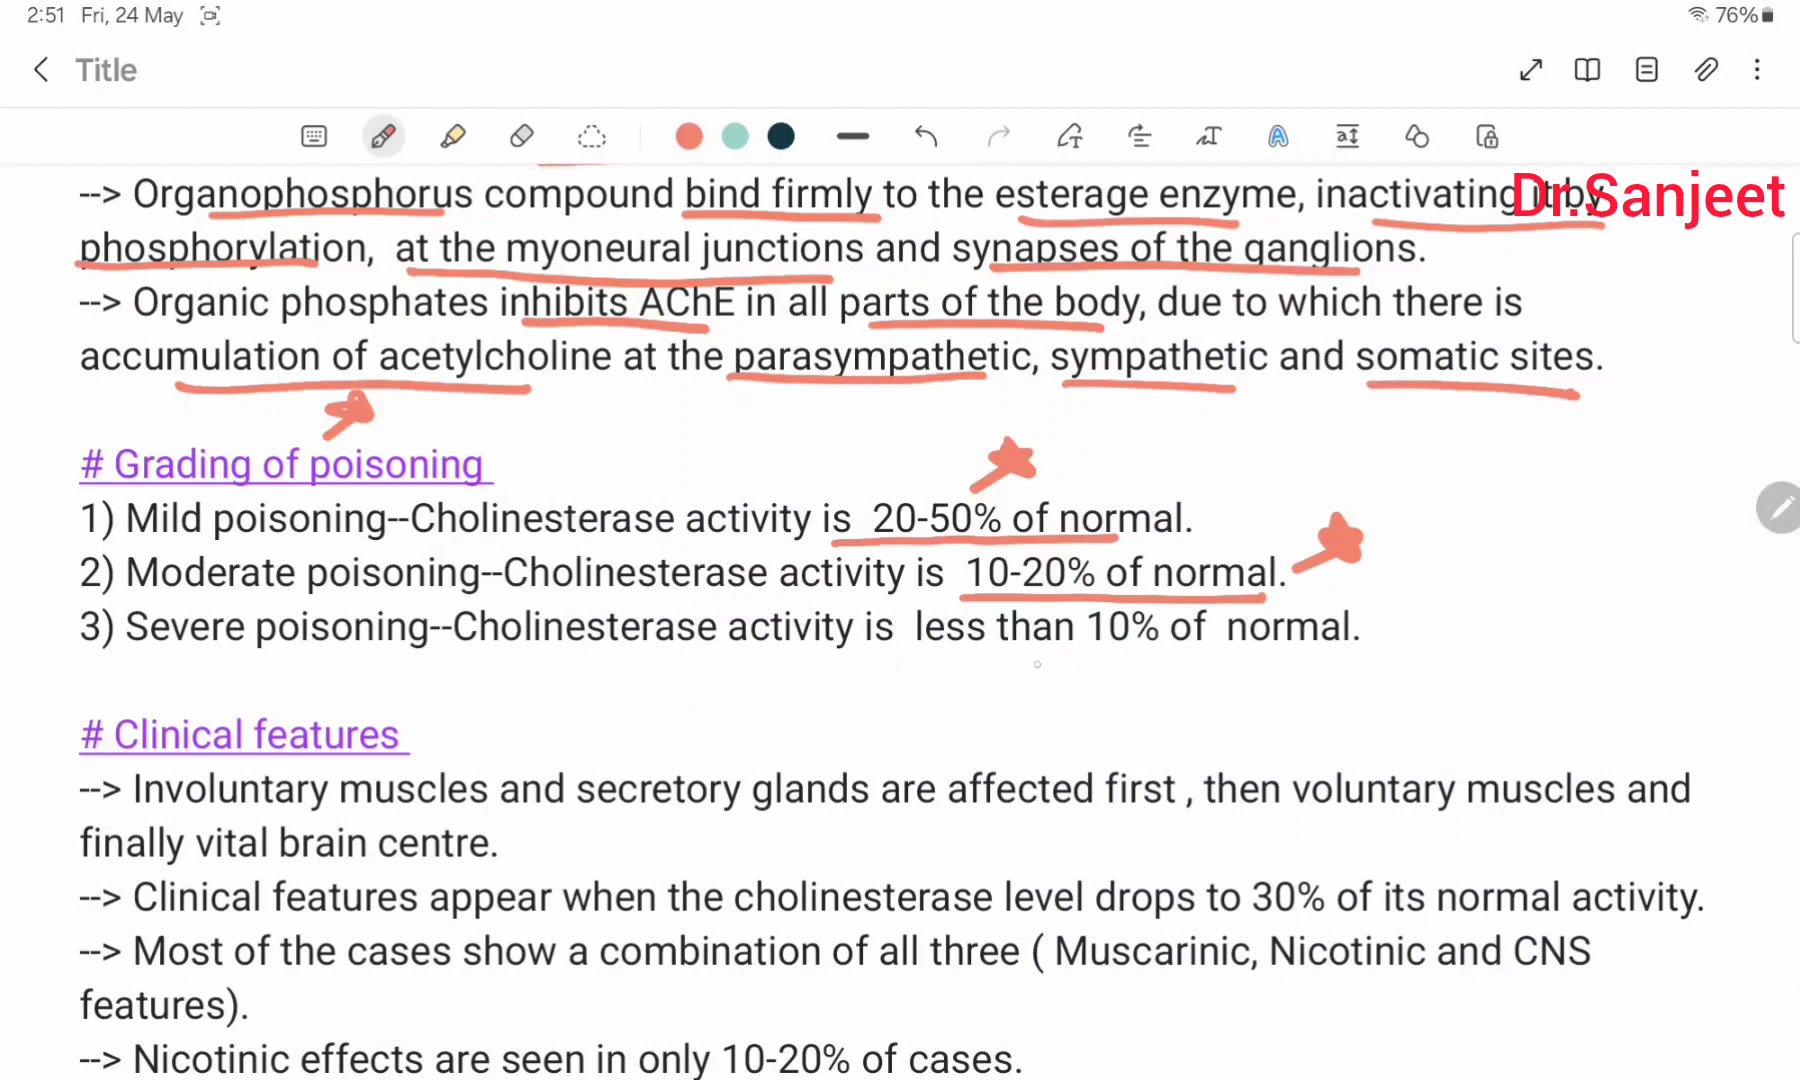 2:51 Fri, 24 May 76%
Title
--> Organophosphorus compound bind firmly to the esterage enzyme, inactivating it by
Dr.Sanjeet
phosphorylation, at the myoneural junctions and synapses of the ganglions.
--> Organic phosphates inhibits AChE in all parts of the body, due to which there is
accumulation of acetylcholine at the parasympathetic, sympathetic and somatic sites.
# Grading of poisoning
1) Mild poisoning--Cholinesterase activity is 20-50% of normal.
2) Moderate poisoning--Cholinesterase activity is 10-20% of normal.
3) Severe poisoning--Cholinesterase activity is less than 10% of normal.
# Clinical features
--> Involuntary muscles and secretory glands are affected first , then voluntary muscles and
finally vital brain centre.
--> Clinical features appear when the cholinesterase level drops to 30% of its normal activity.
--> Most of the cases show a combination of all three ( Muscarinic, Nicotinic and CNS
features).
--> Nicotinic effects are seen in only 10-20% of cases.